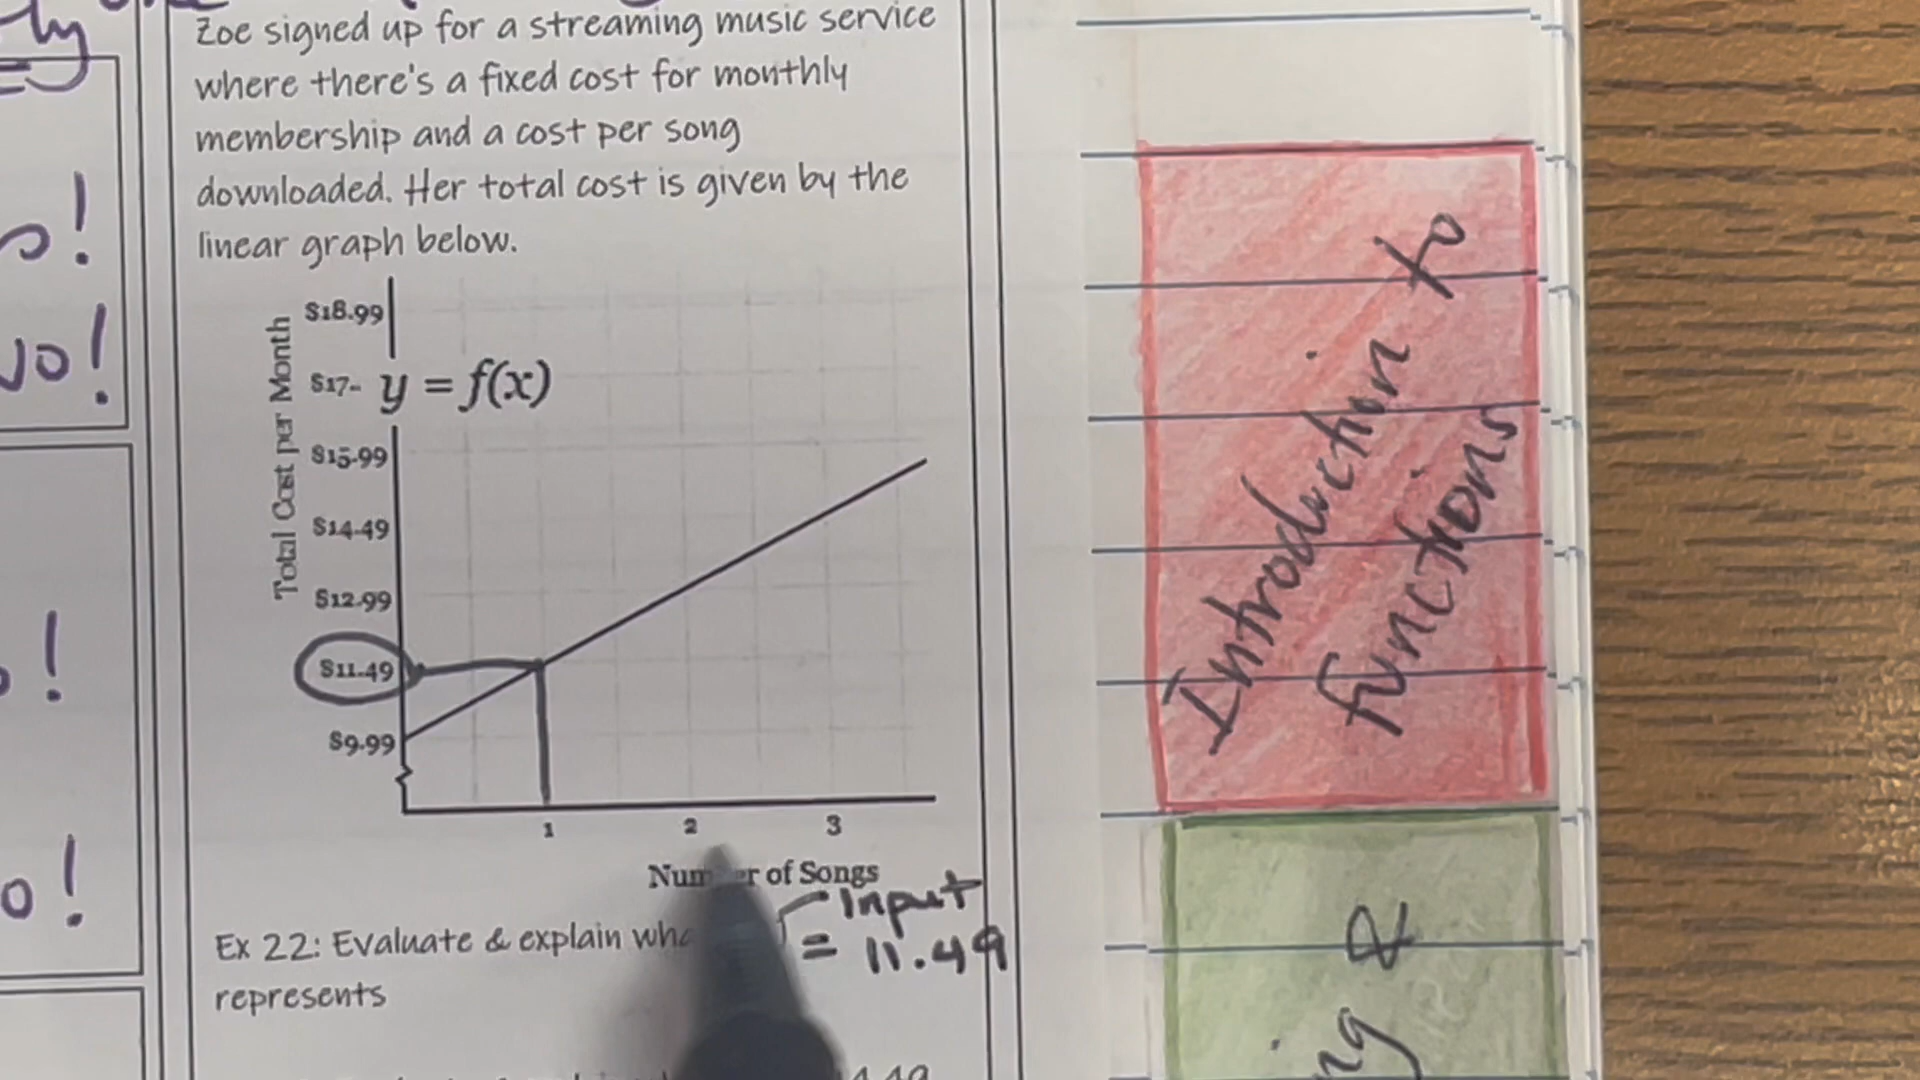 Zoe signed up for a streaming music service
where there's a fixed cost for monthly
membership and a cost per song
downloaded. Her total cost is given by the
linear graph below.
Total Cost per Month
$18.99
$17-
y = f(x)
$15.99
$14.49
$12.99
$11.49
$9.99
1 2 3
of Songs
Input
Ex 22: Evaluate & explain
= 11.49
represents
o!
NO!
o!
o!
Introduction to
Functions
&